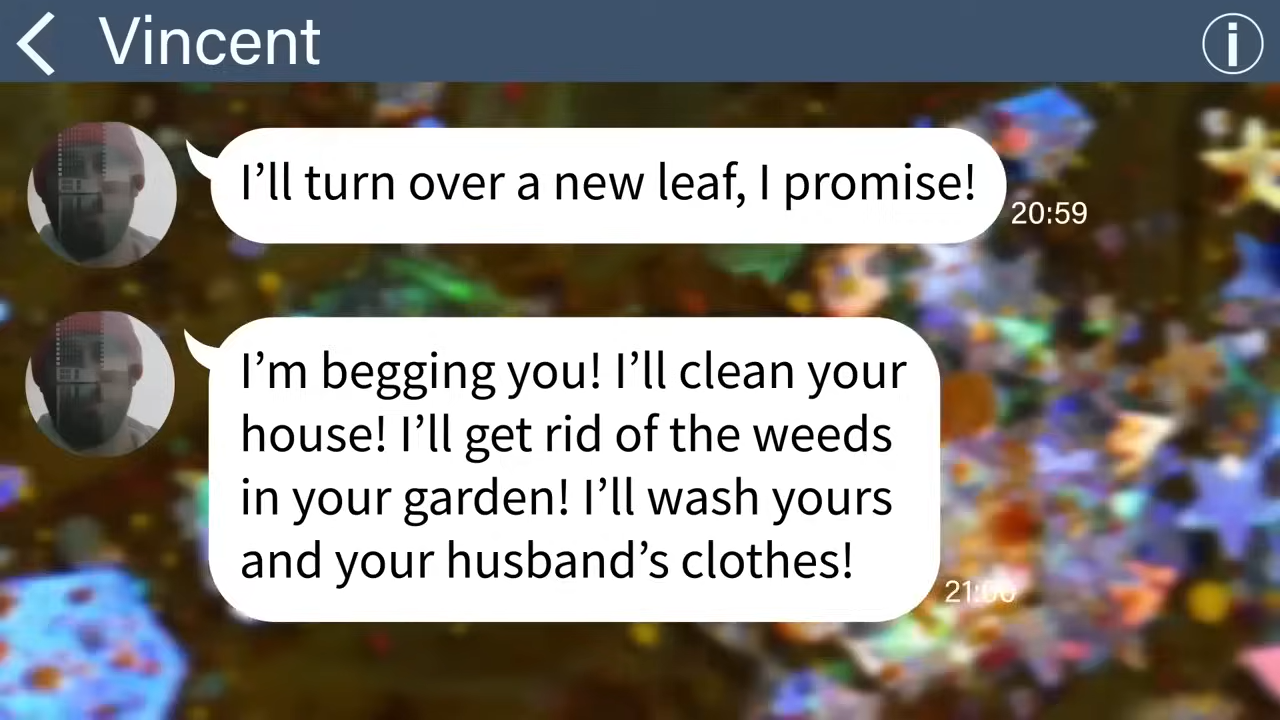 Vincent
I’ll turn over a new leaf, I promise!
20:59
I’m begging you! I’ll clean your
house! I’ll get rid of the weeds
in your garden! I’ll wash yours
and your husband’s clothes!
21:00